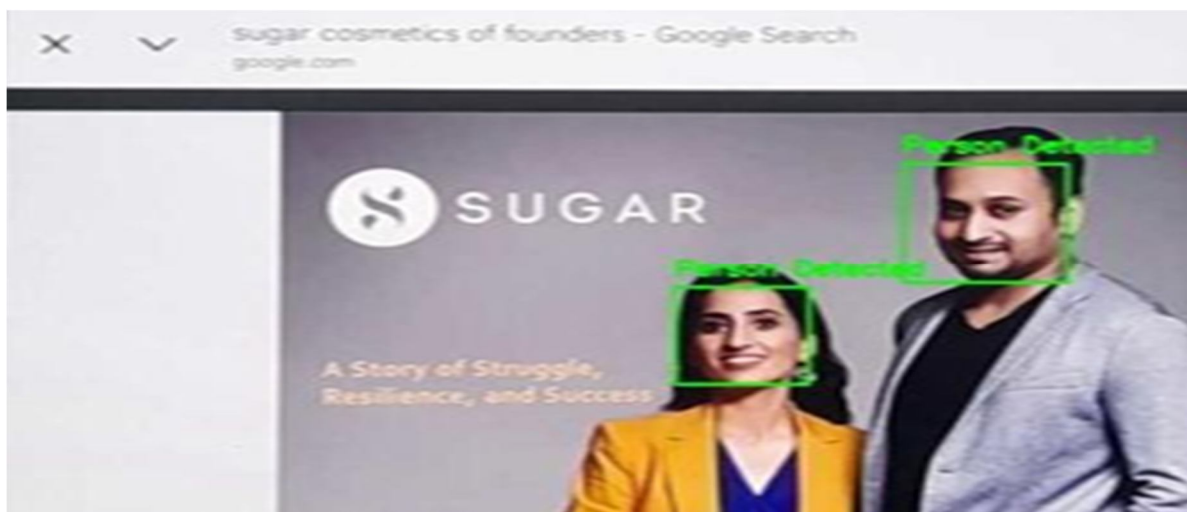 sugar cosmetics of founders - Google Search
google.com
Person Detected
SUGAR
Person Detected
A Story of Struggle,
Resilience, and Success